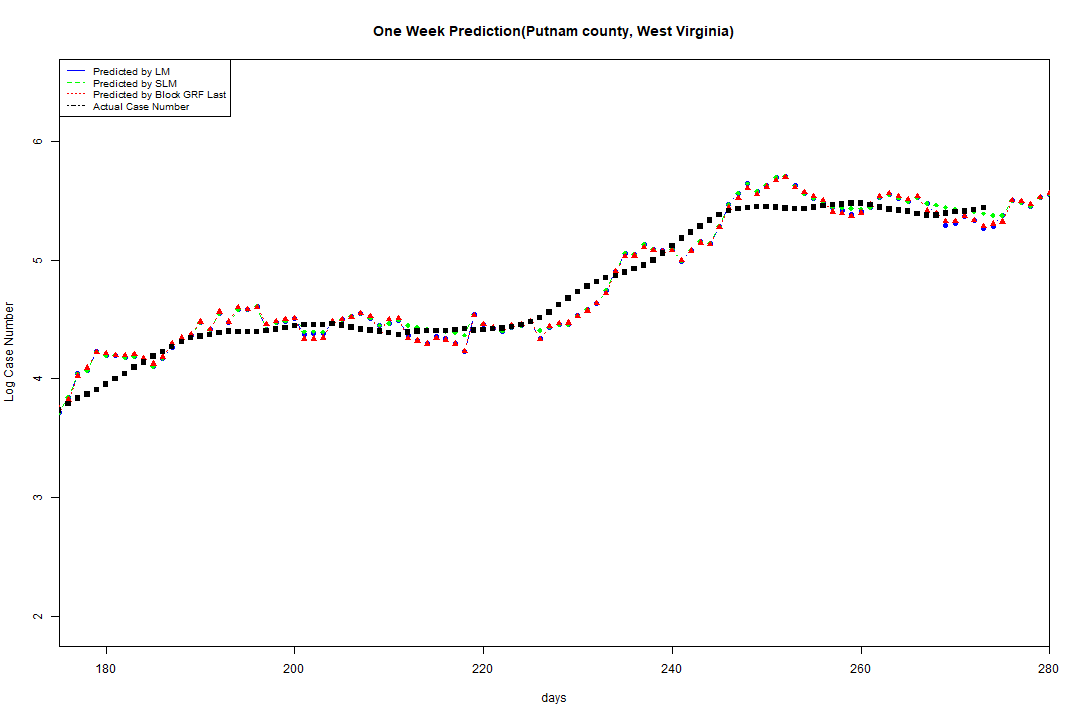 One Week Prediction(Putnam county, West Virginia)
Predicted by LM
Predicted by SLM
Predicted by Block GRF Last
Actual Case Number
6
5
4
3
2
Log Case Number
180 200 220 240 260 280
days